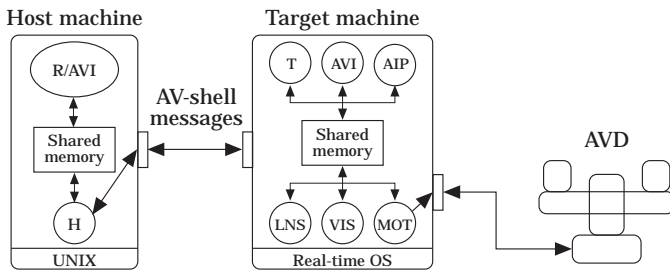 Host machine
Target machine
R/AVI
T
AVI
AIP
AV-shell
messages
Shared
memory
Shared
memory
AVD
H
LNS
VIS
MOT
UNIX
Real-time OS